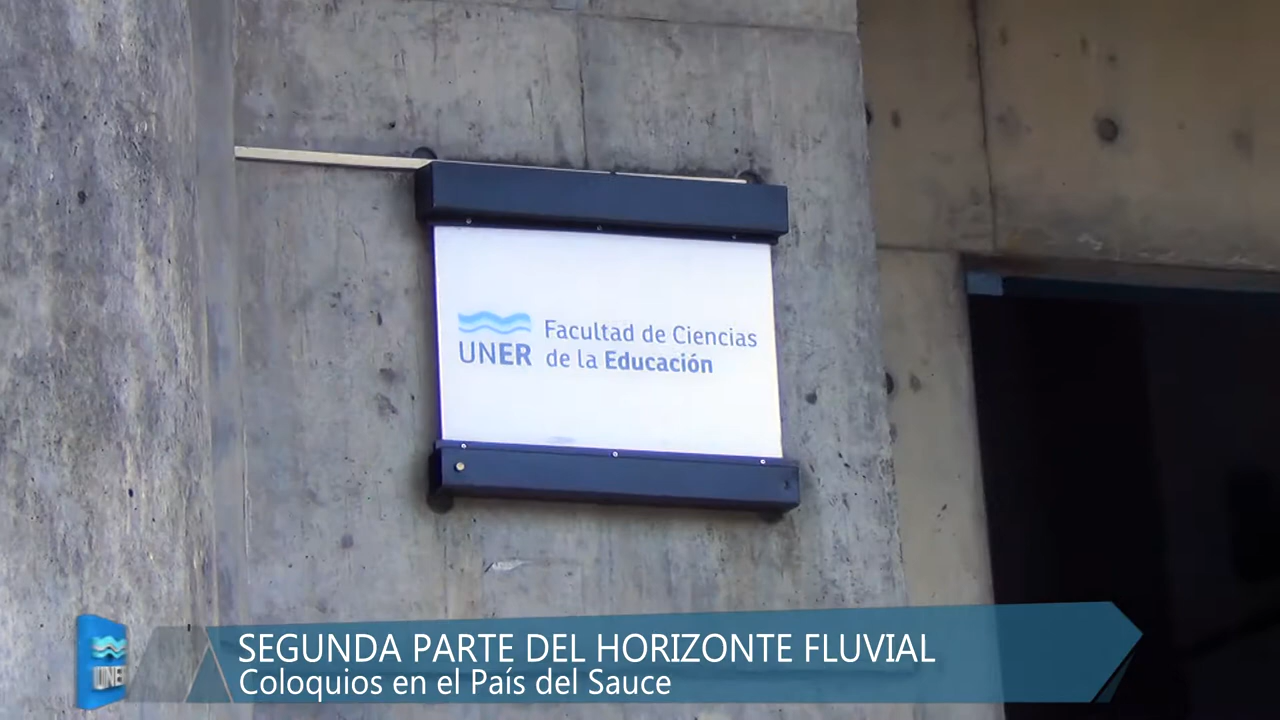 UNER
Facultad de Ciencias
de la Educación
SEGUNDA PARTE DEL HORIZONTE FLUVIAL
Coloquios en el País del Sauce
UNER